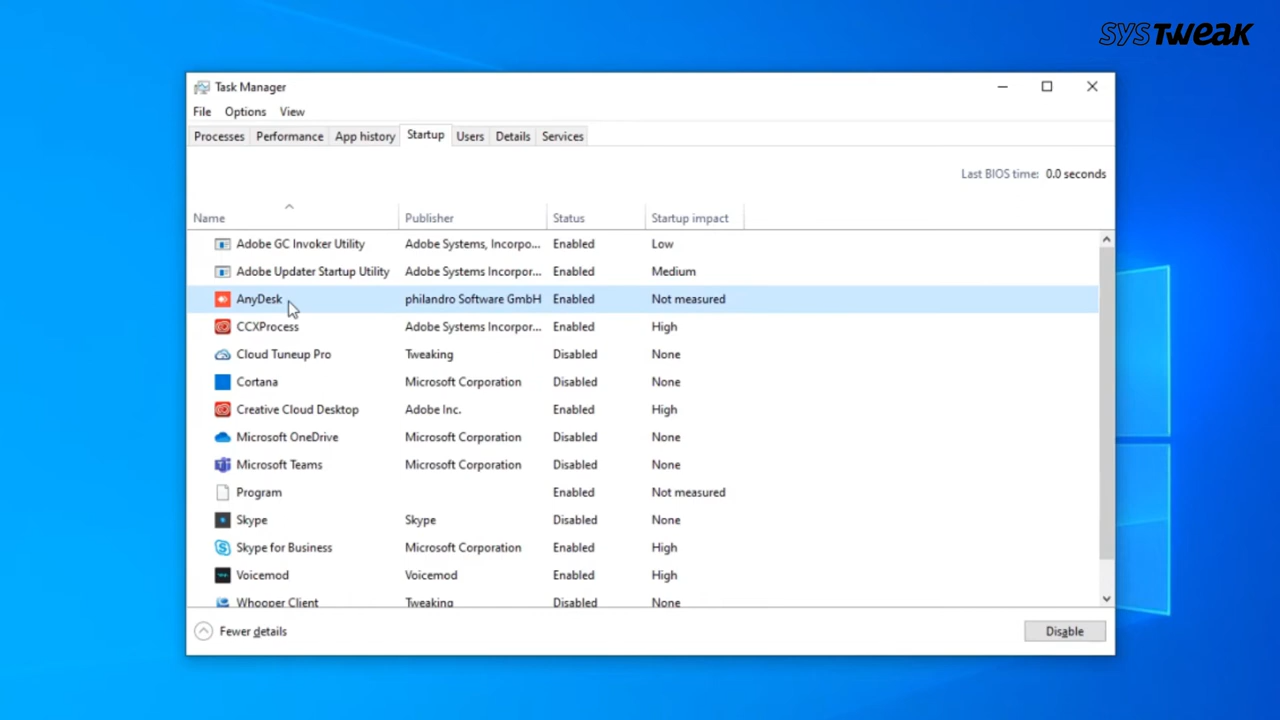 SYSTWEAK
Task Manager
File Options View
Processes Performance App history Startup Users Details Services
Last BIOS time: 0.0 seconds
Name Publisher Status Startup impact
Adobe GC Invoker Utility Adobe Systems, Incorpo... Enabled Low
Adobe Updater Startup Utility Adobe Systems Incorpor... Enabled Medium
AnyDesk philandro Software GmbH Enabled Not measured
CCXProcess Adobe Systems Incorpor... Enabled High
Cloud Tuneup Pro Tweaking Disabled None
Cortana Microsoft Corporation Disabled None
Creative Cloud Desktop Adobe Inc. Enabled High
Microsoft OneDrive Microsoft Corporation Disabled None
Microsoft Teams Microsoft Corporation Disabled None
Program Enabled Not measured
Skype Skype Disabled None
Skype for Business Microsoft Corporation Enabled High
Voicemod Voicemod Enabled High
Whooper Client Tweaking Disabled None
Fewer details Disable